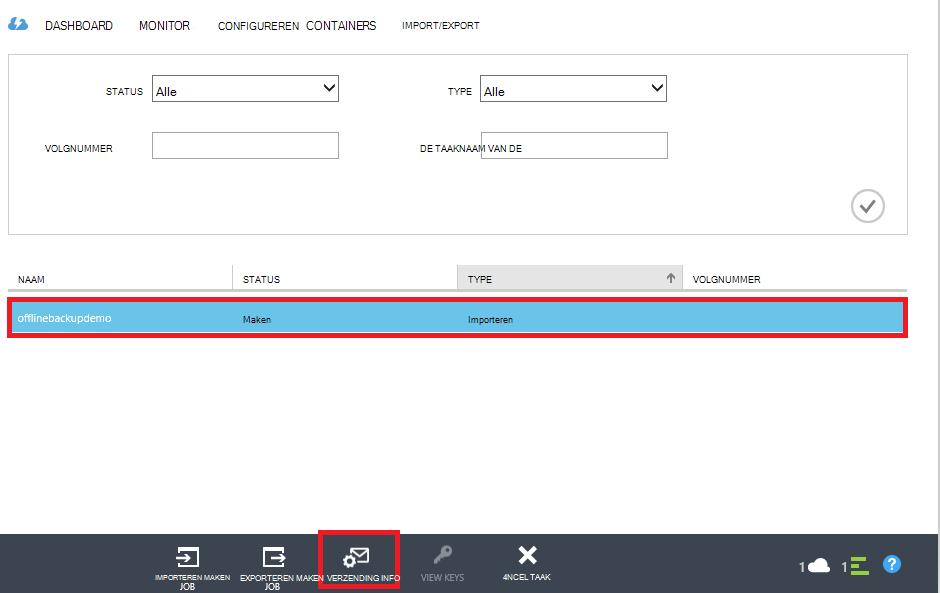 DASHBOARD MONITOR CONFIGUREREN CONTAINERS IMPORT/EXPORT
STATUS Alle TYPE Alle
VOLGNUMMER DE TAAKNAAM VAN DE
NAAM STATUS TYPE VOLGNUMMER
offlinebackupdemo Maken Importeren
IMPORTEREN MAKEN JOB
EXPORTEREN MAKEN JOB
VERZENDING INFO
VIEW KEYS
4NCEL TAAK
1 1 ?